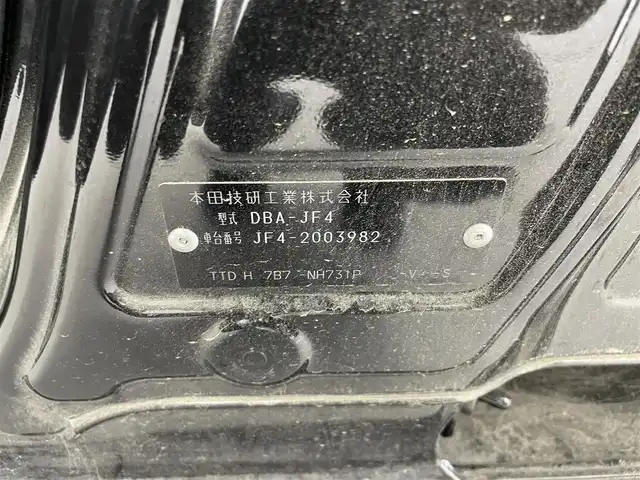 本田技研工業株式会社
型式 DBA-JF4
車台番号 JF4-2003982
TTD H 7B7 -NH731P -V- -S